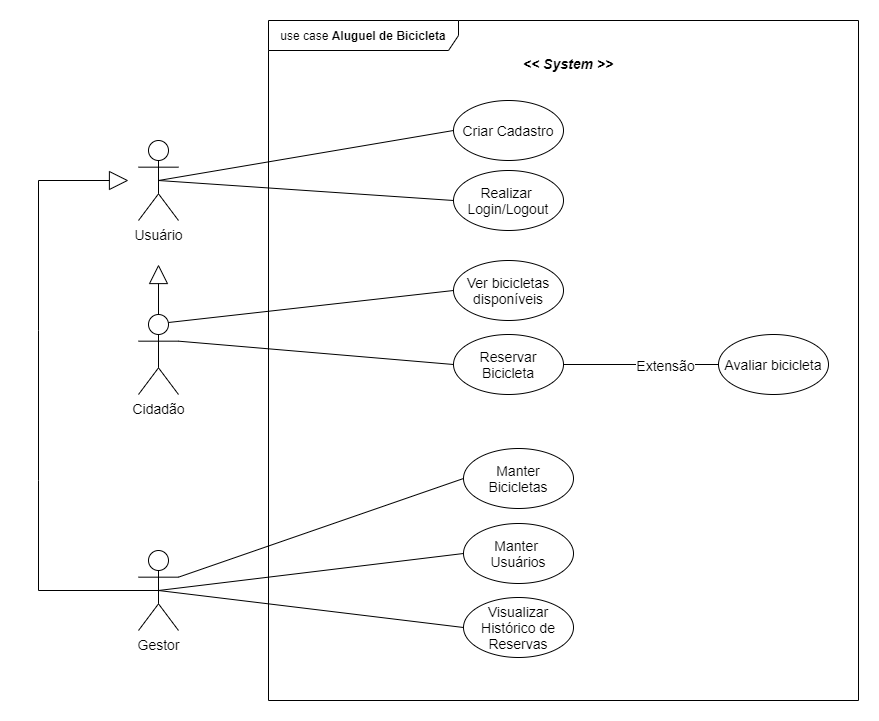 use case Aluguel de Bicicleta
<< System >>
Criar Cadastro
Realizar
Login/Logout
Usuário
Ver bicicletas
disponíveis
Reservar
Bicicleta
Extensão
Avaliar bicicleta
Cidadão
Manter
Bicicletas
Manter
Usuários
Visualizar
Histórico de
Reservas
Gestor